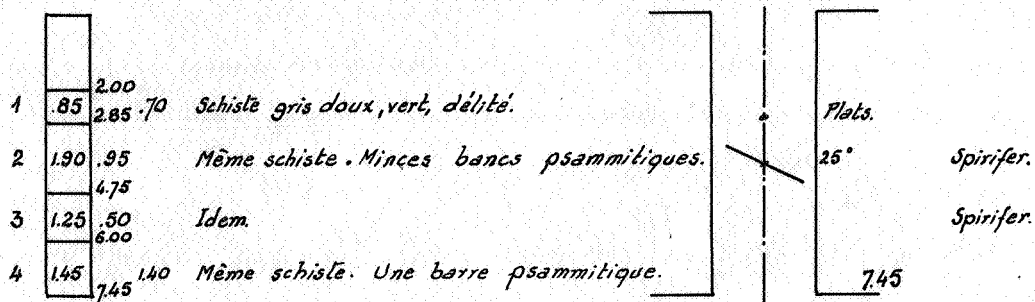 2.00
1 .85 2.85 .70 Schiste gris doux, vert, délité. Plats.
2 1.90 .95 Même schiste. Minces bancs psammitiques. 25° Spirifer.
4.75
3 1.25 .50 Idem. Spirifer.
6.00
4 1.45 1.40 Même schiste. Une barre psammitique. 7.45
7.45